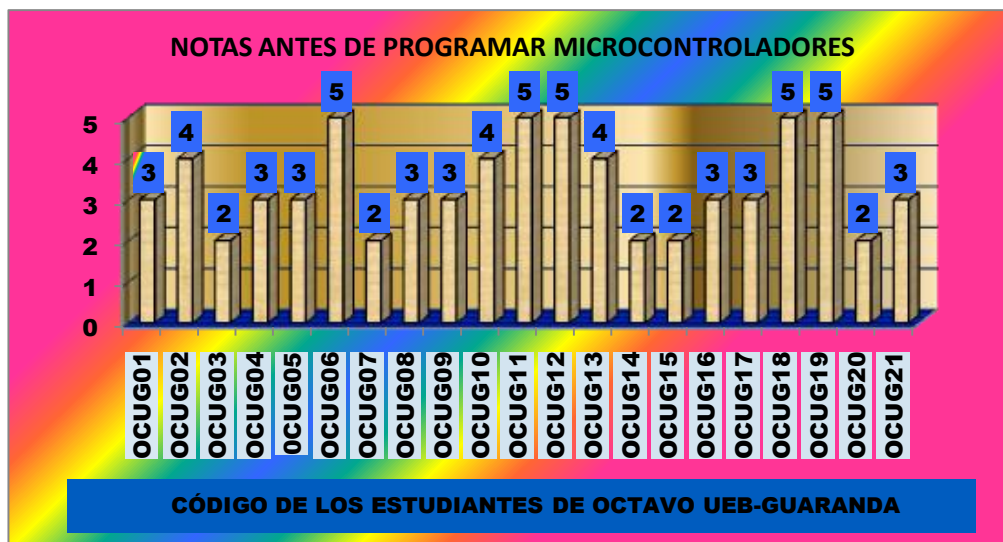 NOTAS ANTES DE PROGRAMAR MICROCONTROLADORES
5
4
3
2
1
0
3
4
2
3
3
5
2
3
3
4
5
5
4
2
2
3
3
5
5
2
3
OCUG01
OCUG02
OCUG03
OCUG04
0CUG05
OCUG06
OCUG07
OCUG08
OCUG09
OCUG10
OCUG11
OCUG12
OCUG13
OCUG14
OCUG15
OCUG16
OCUG17
OCUG18
OCUG19
OCUG20
OCUG21
CÓDIGO DE LOS ESTUDIANTES DE OCTAVO UEB-GUARANDA